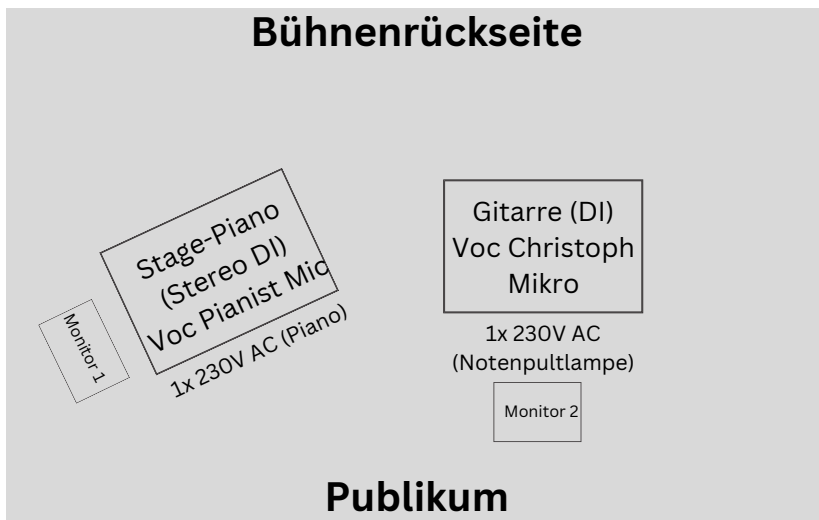 Bühnenrückseite
Stage-Piano
(Stereo DI)
Voc Pianist Mic
1x 230V AC (Piano)
Monitor 1
Gitarre (DI)
Voc Christoph
Mikro
1x 230V AC
(Notenpultlampe)
Monitor 2
Publikum